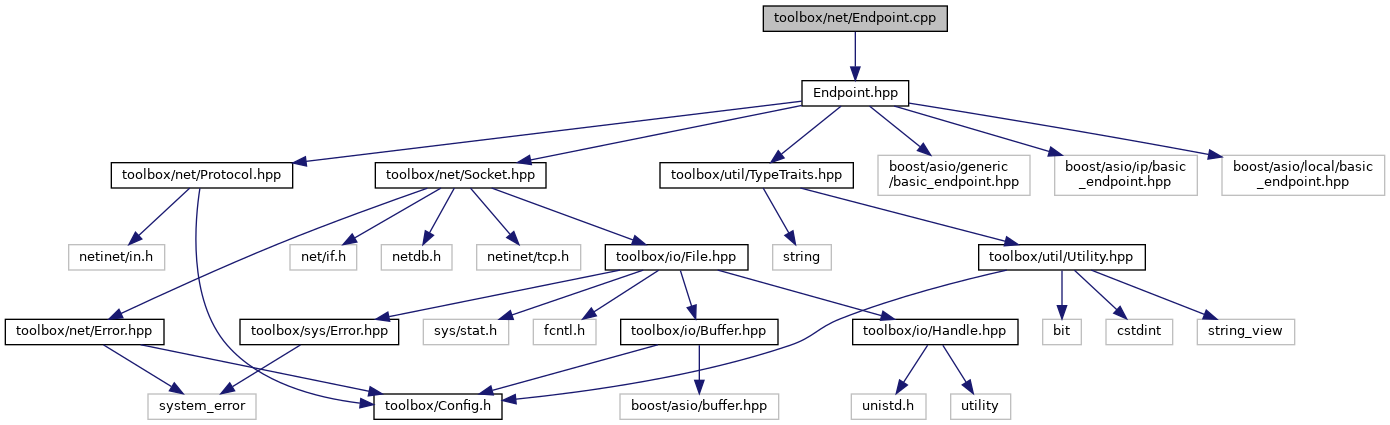 toolbox/net/Endpoint.cpp
Endpoint.hpp
toolbox/net/Protocol.hpp
toolbox/net/Socket.hpp
toolbox/util/TypeTraits.hpp
boost/asio/generic
/basic_endpoint.hpp
boost/asio/ip/basic
_endpoint.hpp
boost/asio/local/basic
_endpoint.hpp
netinet/in.h
net/if.h
netdb.h
netinet/tcp.h
toolbox/io/File.hpp
string
toolbox/util/Utility.hpp
toolbox/net/Error.hpp
toolbox/sys/Error.hpp
sys/stat.h
fcntl.h
toolbox/io/Buffer.hpp
toolbox/io/Handle.hpp
bit
cstdint
string_view
system_error
toolbox/Config.h
boost/asio/buffer.hpp
unistd.h
utility